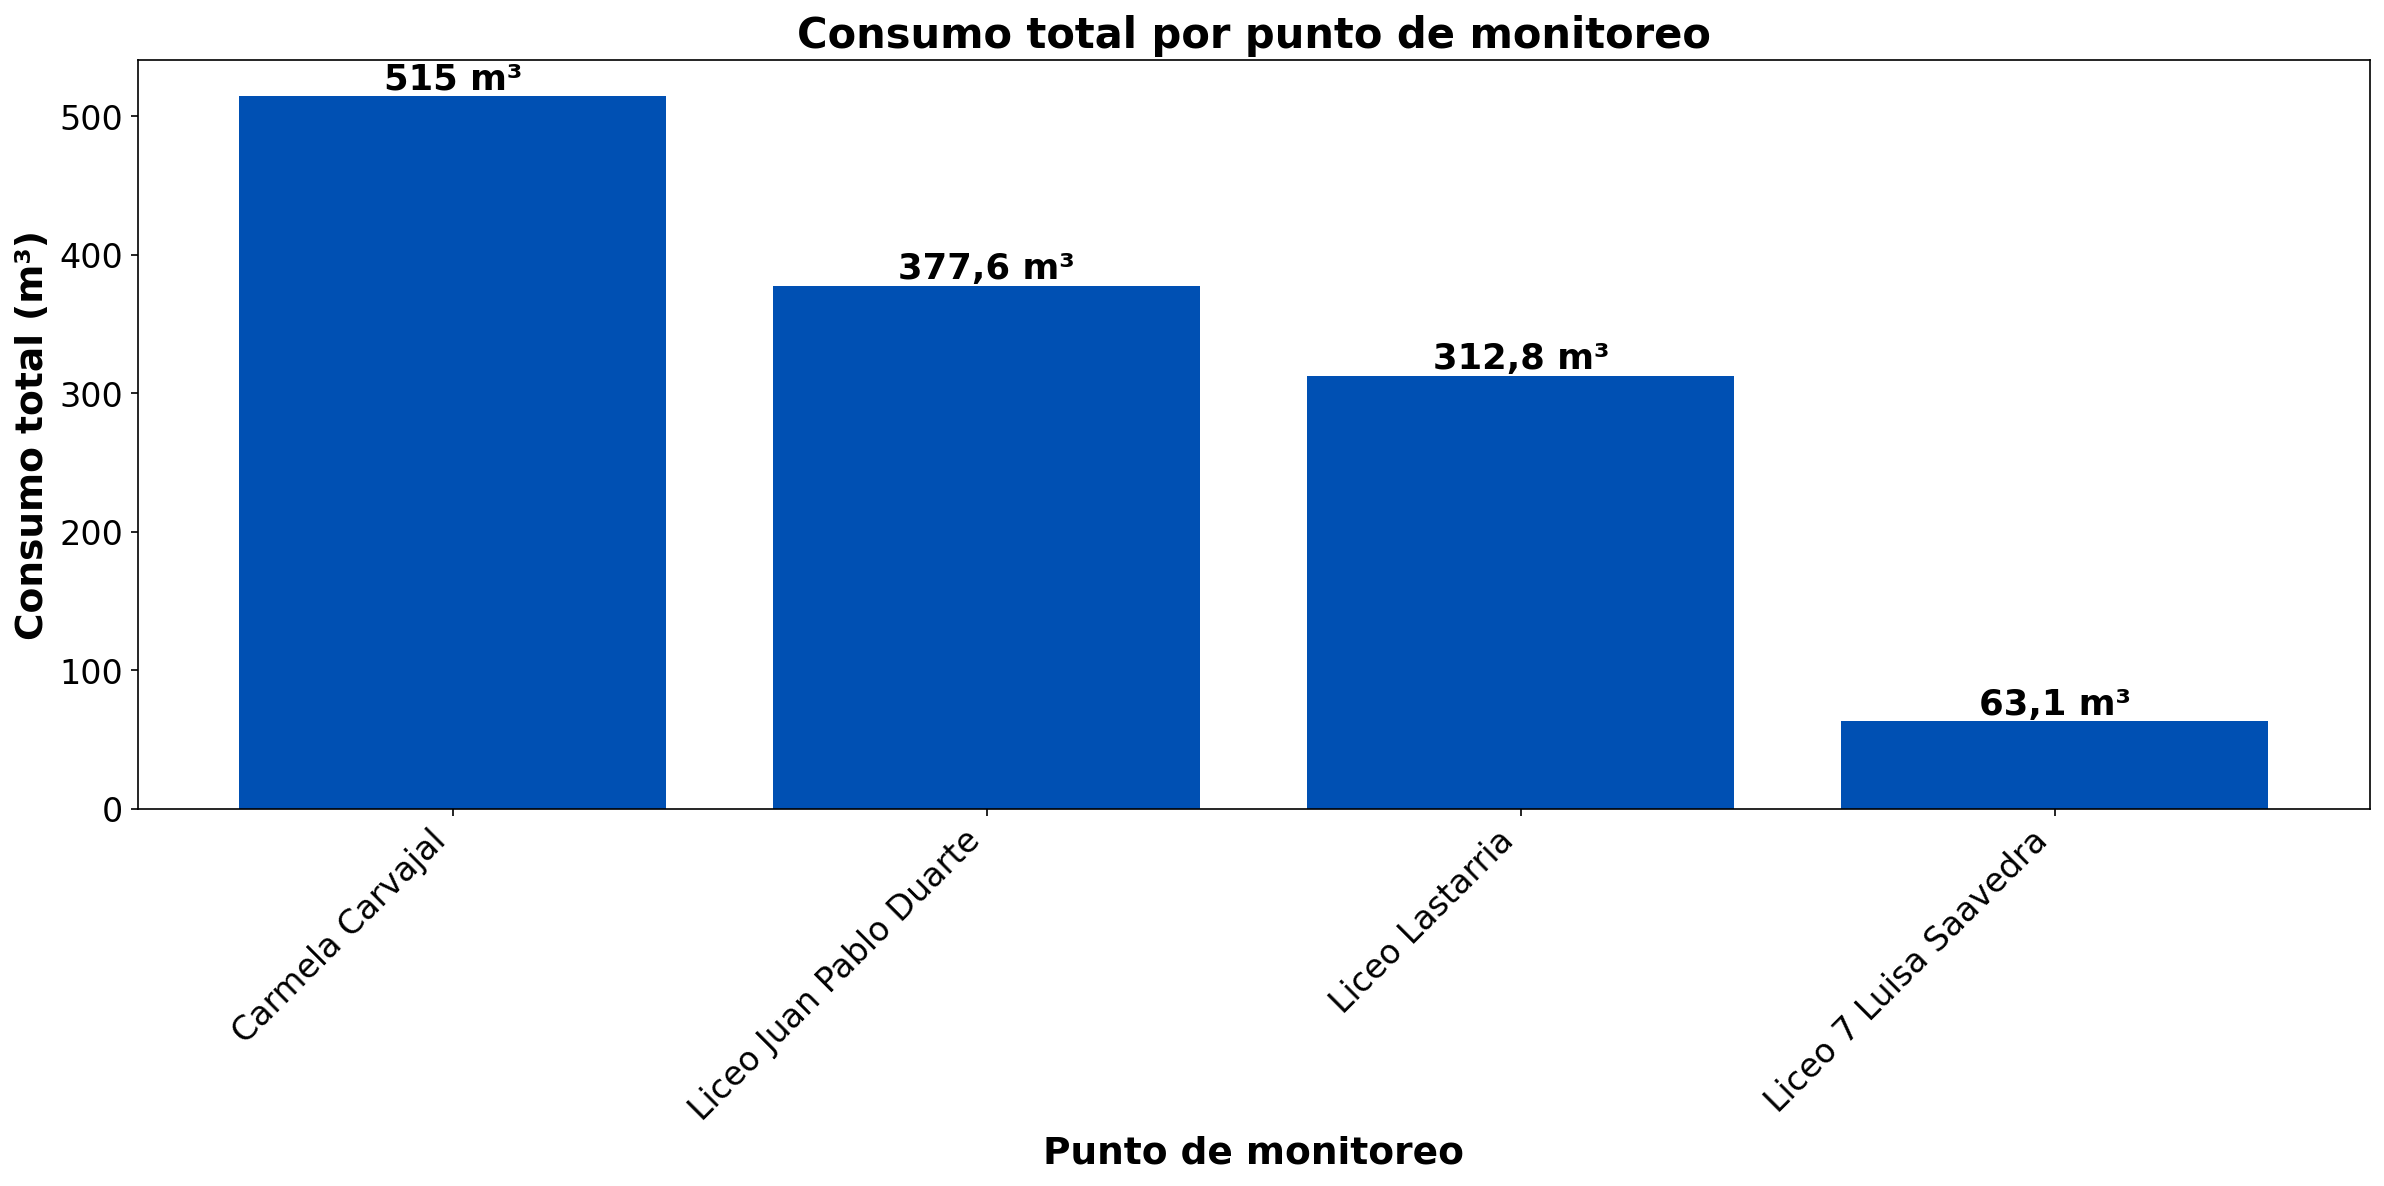 Consumo total por punto de monitoreo
Consumo total (m³)
500
400
300
200
100
0
515 m³
377,6 m³
312,8 m³
63,1 m³
Carmela Carvajal
Liceo Juan Pablo Duarte
Liceo Lastarria
Liceo 7 Luisa Saavedra
Punto de monitoreo